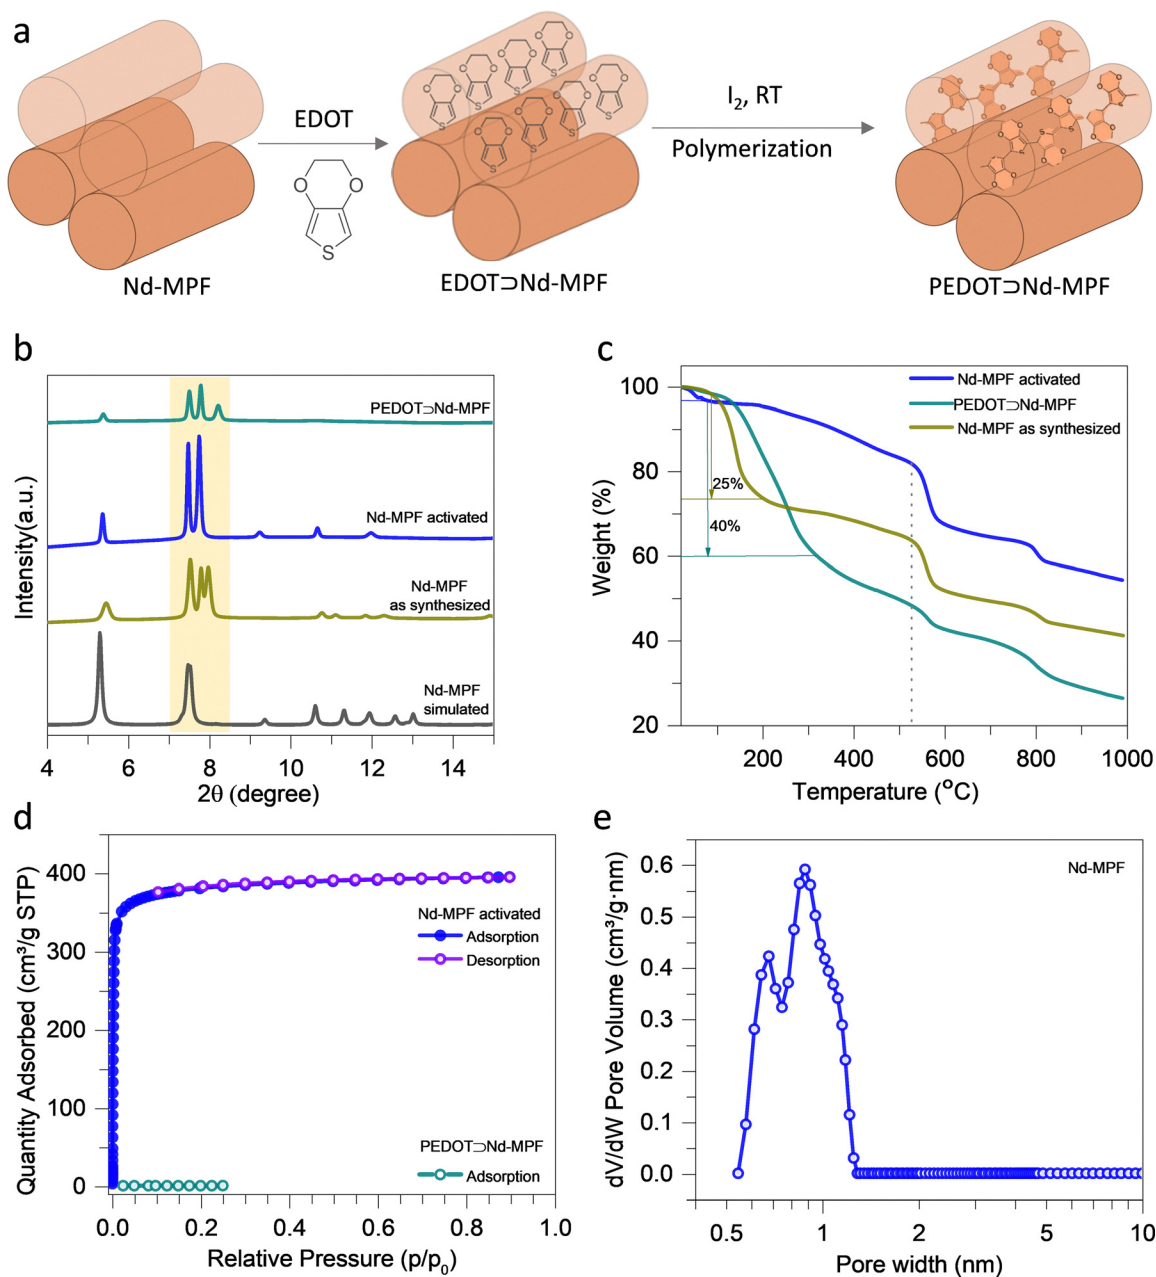 a
EDOT
O
O
S
I₂, RT
Polymerization
Nd-MPF
EDOT⊃Nd-MPF
PEDOT⊃Nd-MPF
b
Intensity(a.u.)
PEDOT⊃Nd-MPF
Nd-MPF activated
Nd-MPF
as synthesized
Nd-MPF
simulated
4
6
8
10
12
14
2θ (degree)
c
Weight (%)
100
80
60
40
20
Nd-MPF activated
PEDOT⊃Nd-MPF
Nd-MPF as synthesized
25%
40%
200
400
600
800
1000
Temperature (°C)
d
Quantity Adsorbed (cm³/g STP)
400
300
200
100
0
Nd-MPF activated
Adsorption
Desorption
PEDOT⊃Nd-MPF
Adsorption
0.0
0.2
0.4
0.6
0.8
1.0
Relative Pressure (p/p₀)
e
dV/dW Pore Volume (cm³/g·nm)
0.6
0.5
0.4
0.3
0.2
0.1
0.0
Nd-MPF
0.5
1
2
5
10
Pore width (nm)